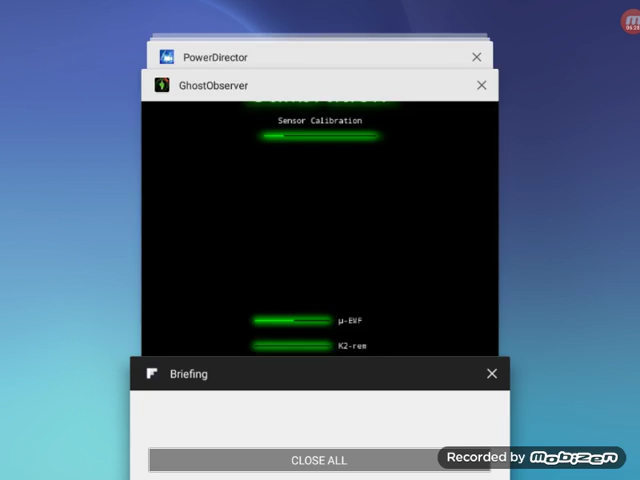 PowerDirector
GhostObserver
Sensor Calibration
µ-EMF
K2-rem
Briefing
CLOSE ALL
Recorded by Mobizen